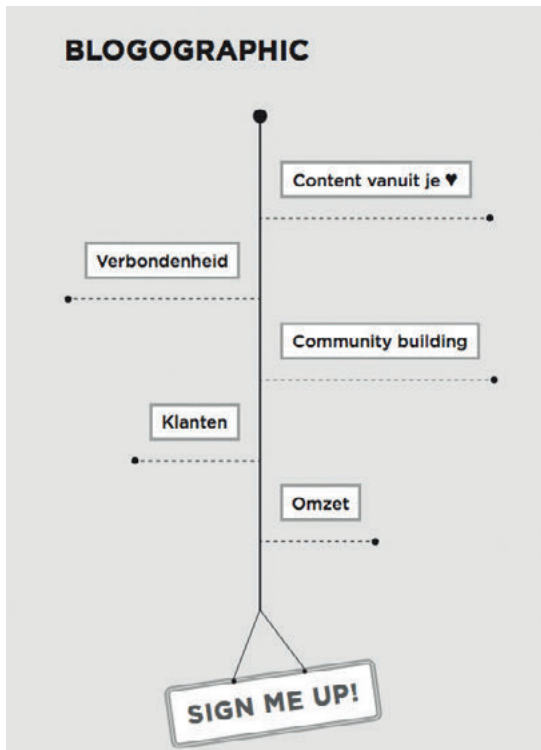 BLOGOGRAPHIC
Content vanuit je ♥
Verbondenheid
Community building
Klanten
Omzet
SIGN ME UP!